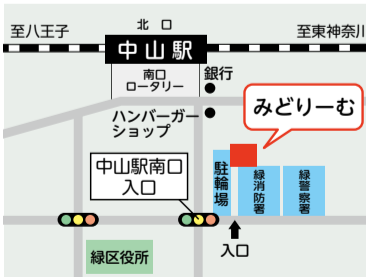 北口
至八王子
至東神奈川
中山駅
南口
ロータリー
銀行
みどりーむ
ハンバーガー
ショップ
中山駅南口
入口
駐輪場
緑消防署
緑警察署
入口
緑区役所